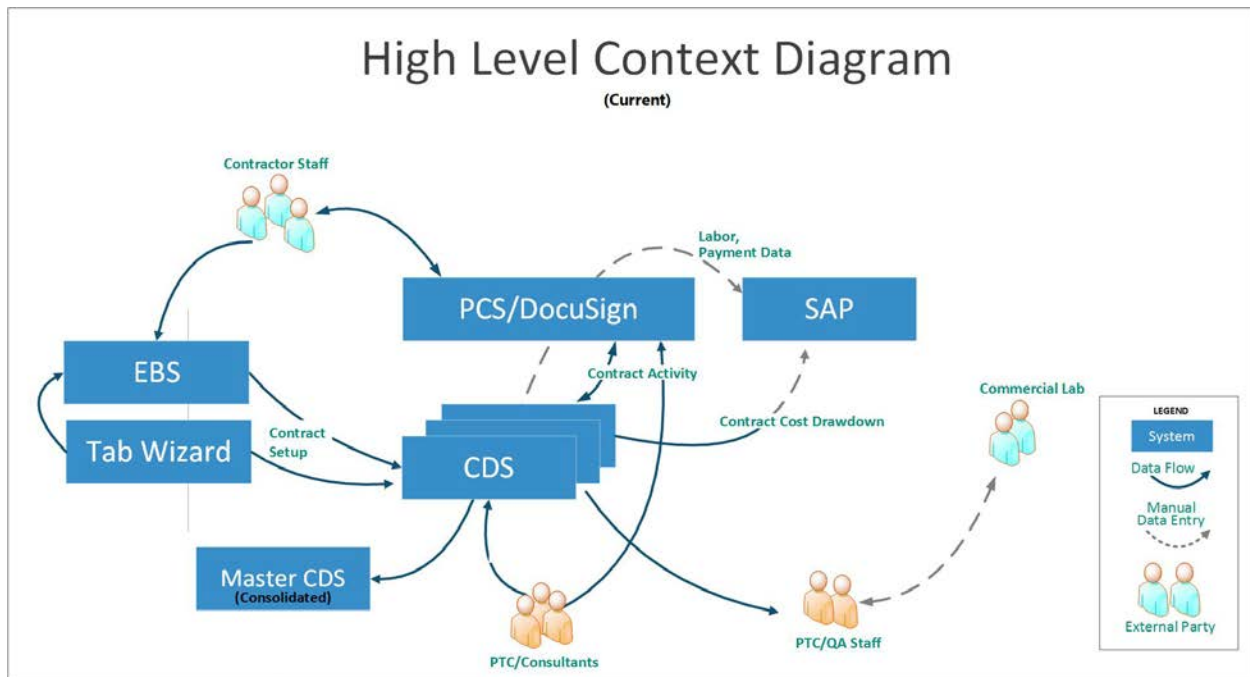 High Level Context Diagram
(Current)
Contractor Staff
Labor,
Payment Data
PCS/DocuSign
SAP
EBS
Contract Activity
Commercial Lab
Tab Wizard
Contract
Setup
CDS
Contract Cost Drawdown
Master CDS
(Consolidated)
PTC/Consultants
PTC/QA Staff
LEGEND
System
Data Flow
Manual
Data Entry
External Party